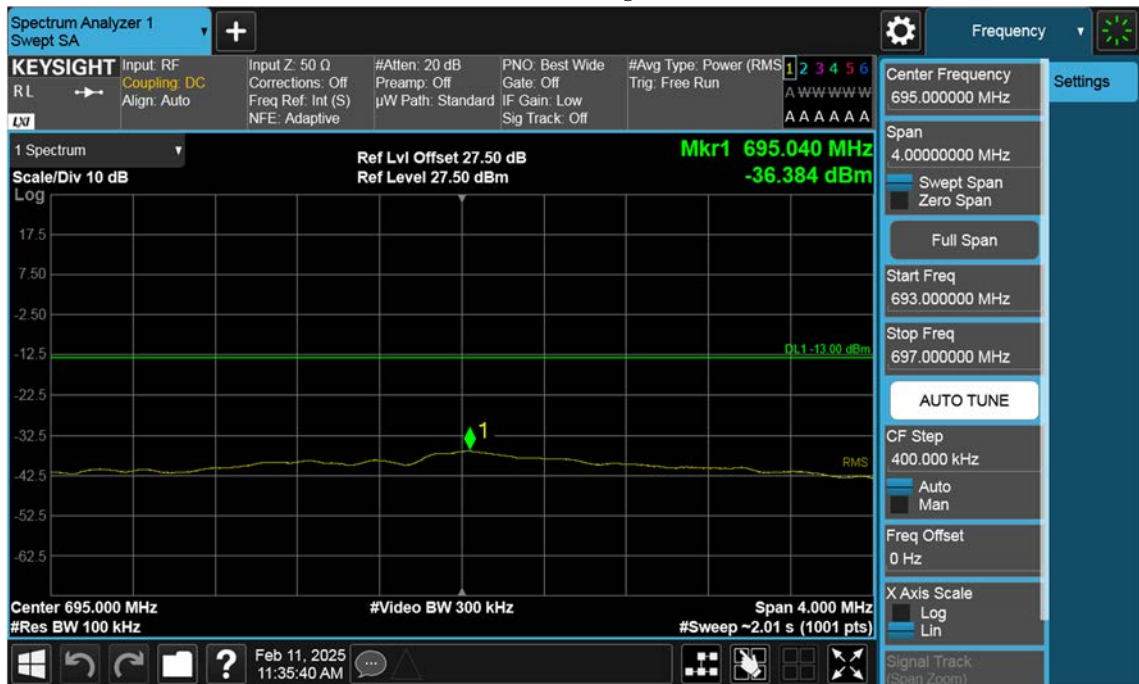 Spectrum Analyzer 1
Swept SA
+
Frequency
KEYSIGHT
RL
LXI
Input: RF
Coupling: DC
Align: Auto
Input Z: 50 Ω
Corrections: Off
Freq Ref: Int (S)
NFE: Adaptive
#Atten: 20 dB
Preamp: Off
µW Path: Standard
PNO: Best Wide
Gate: Off
IF Gain: Low
Sig Track: Off
#Avg Type: Power (RMS
Trig: Free Run
1 2 3 4 5 6
A W W W W W
A A A A A A
1 Spectrum
Scale/Div 10 dB
Ref Lvl Offset 27.50 dB
Ref Level 27.50 dBm
Mkr1 695.040 MHz
-36.384 dBm
Log
17.5
7.50
-2.50
-12.5
-22.5
-32.5
-42.5
-52.5
-62.5
DL1 -13.00 dBm
1
RMS
Center 695.000 MHz
#Res BW 100 kHz
#Video BW 300 kHz
Span 4.000 MHz
#Sweep ~2.01 s (1001 pts)
?
Feb 11, 2025
11:35:40 AM
Center Frequency
695.000000 MHz
Span
4.00000000 MHz
Swept Span
Zero Span
Full Span
Start Freq
693.000000 MHz
Stop Freq
697.000000 MHz
AUTO TUNE
CF Step
400.000 kHz
Auto
Man
Freq Offset
0 Hz
X Axis Scale
Log
Lin
Signal Track
(Span Zoom)
Settings